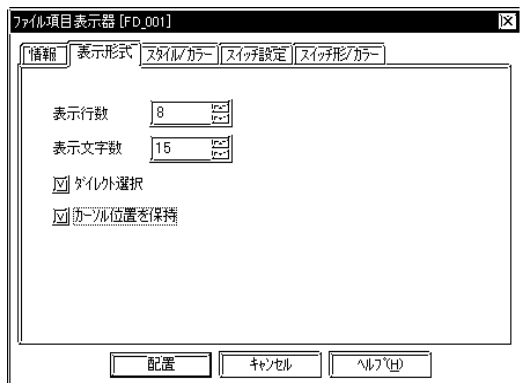 ファイル項目表示器 [FD_001]
情報 表示形式 スタイル/カラー スイッチ設定 スイッチ形/カラー
表示行数 8
表示文字数 15
ダイレクト選択
カーソル位置を保持
配置 キャンセル ヘルプ(H)